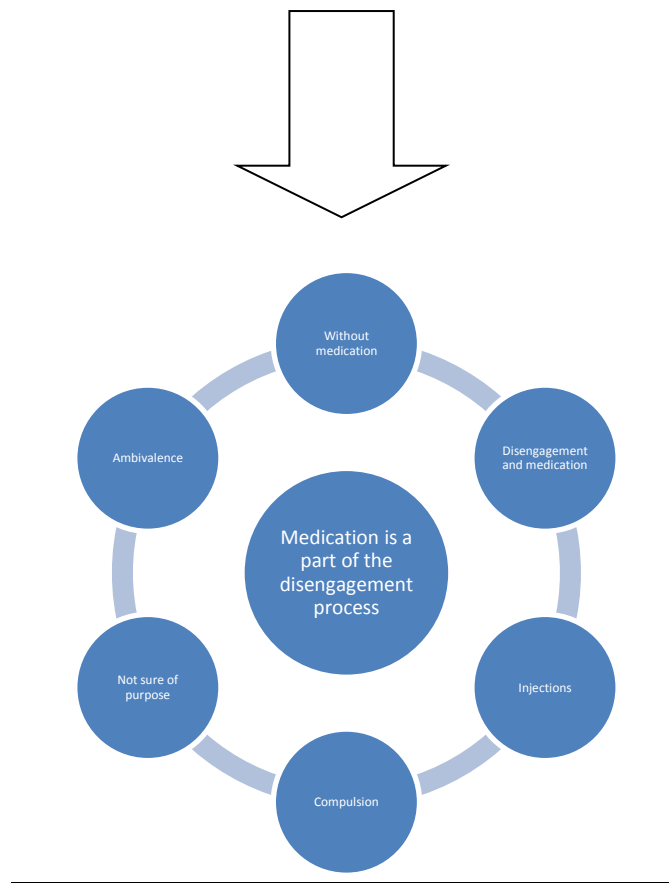 Without
medication
Disengagement
and medication
Injections
Compulsion
Not sure of
purpose
Ambivalence
Medication is a
part of the
disengagement
process